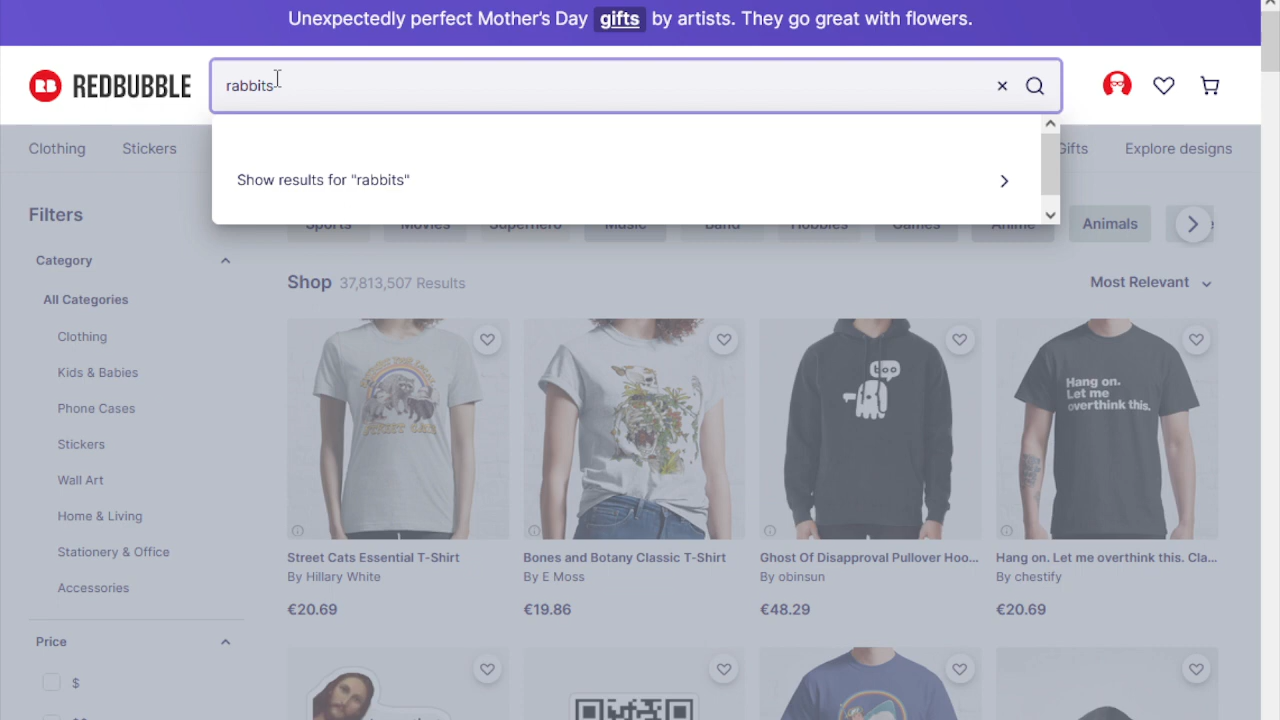 Unexpectedly perfect Mother's Day gifts by artists. They go great with flowers.
RB REDBUBBLE
rabbits
Clothing Stickers Gifts Explore designs
Show results for "rabbits"
Filters
Sports Movies Superhero Music Band Hobbies Games Anime Animals
Category
Shop 37,813,507 Results
Most Relevant
All Categories
Clothing
Kids & Babies
Phone Cases
Stickers
Wall Art
Home & Living
Stationery & Office
Accessories
STREET CATS
boo
Hang on.
Let me
overthink this.
Street Cats Essential T-Shirt
By Hillary White
€20.69
Bones and Botany Classic T-Shirt
By E Moss
€19.86
Ghost Of Disapproval Pullover Hoo...
By obinsun
€48.29
Hang on. Let me overthink this. Cla...
By chestify
€20.69
Price
$